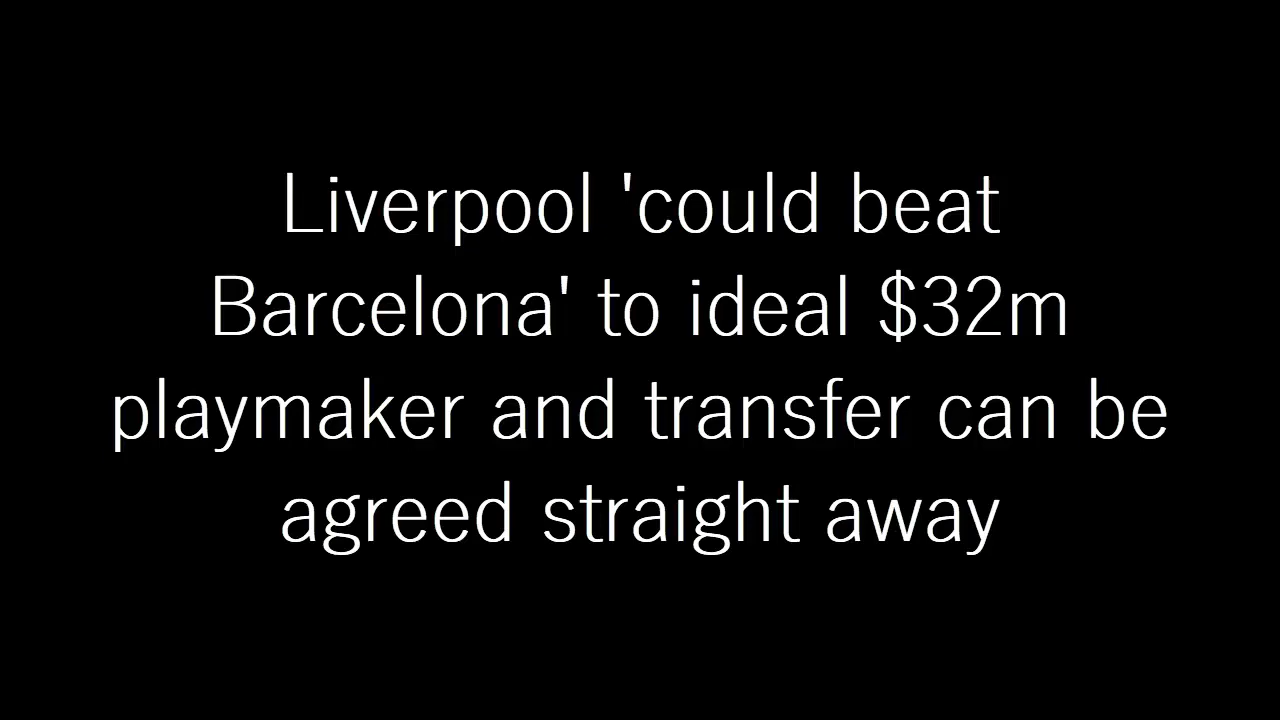 Liverpool 'could beat
Barcelona' to ideal $32m
playmaker and transfer can be
agreed straight away